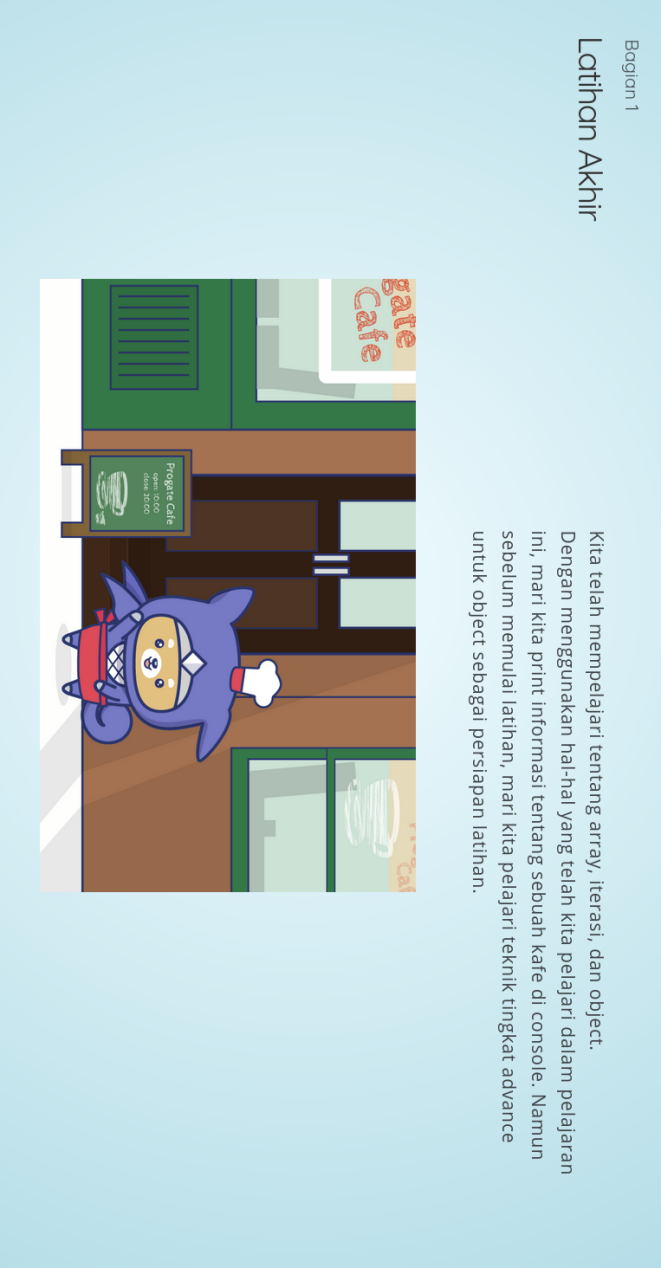 Bagian 1
Latihan Akhir
Kita telah mempelajari tentang array, iterasi, dan object.
Dengan menggunakan hal-hal yang telah kita pelajari dalam pelajaran
ini, mari kita print informasi tentang sebuah kafe di console. Namun
sebelum memulai latihan, mari kita pelajari teknik tingkat advance
untuk object sebagai persiapan latihan.
gate
Cafe
Progate Cafe
open 10:00
close 20:00